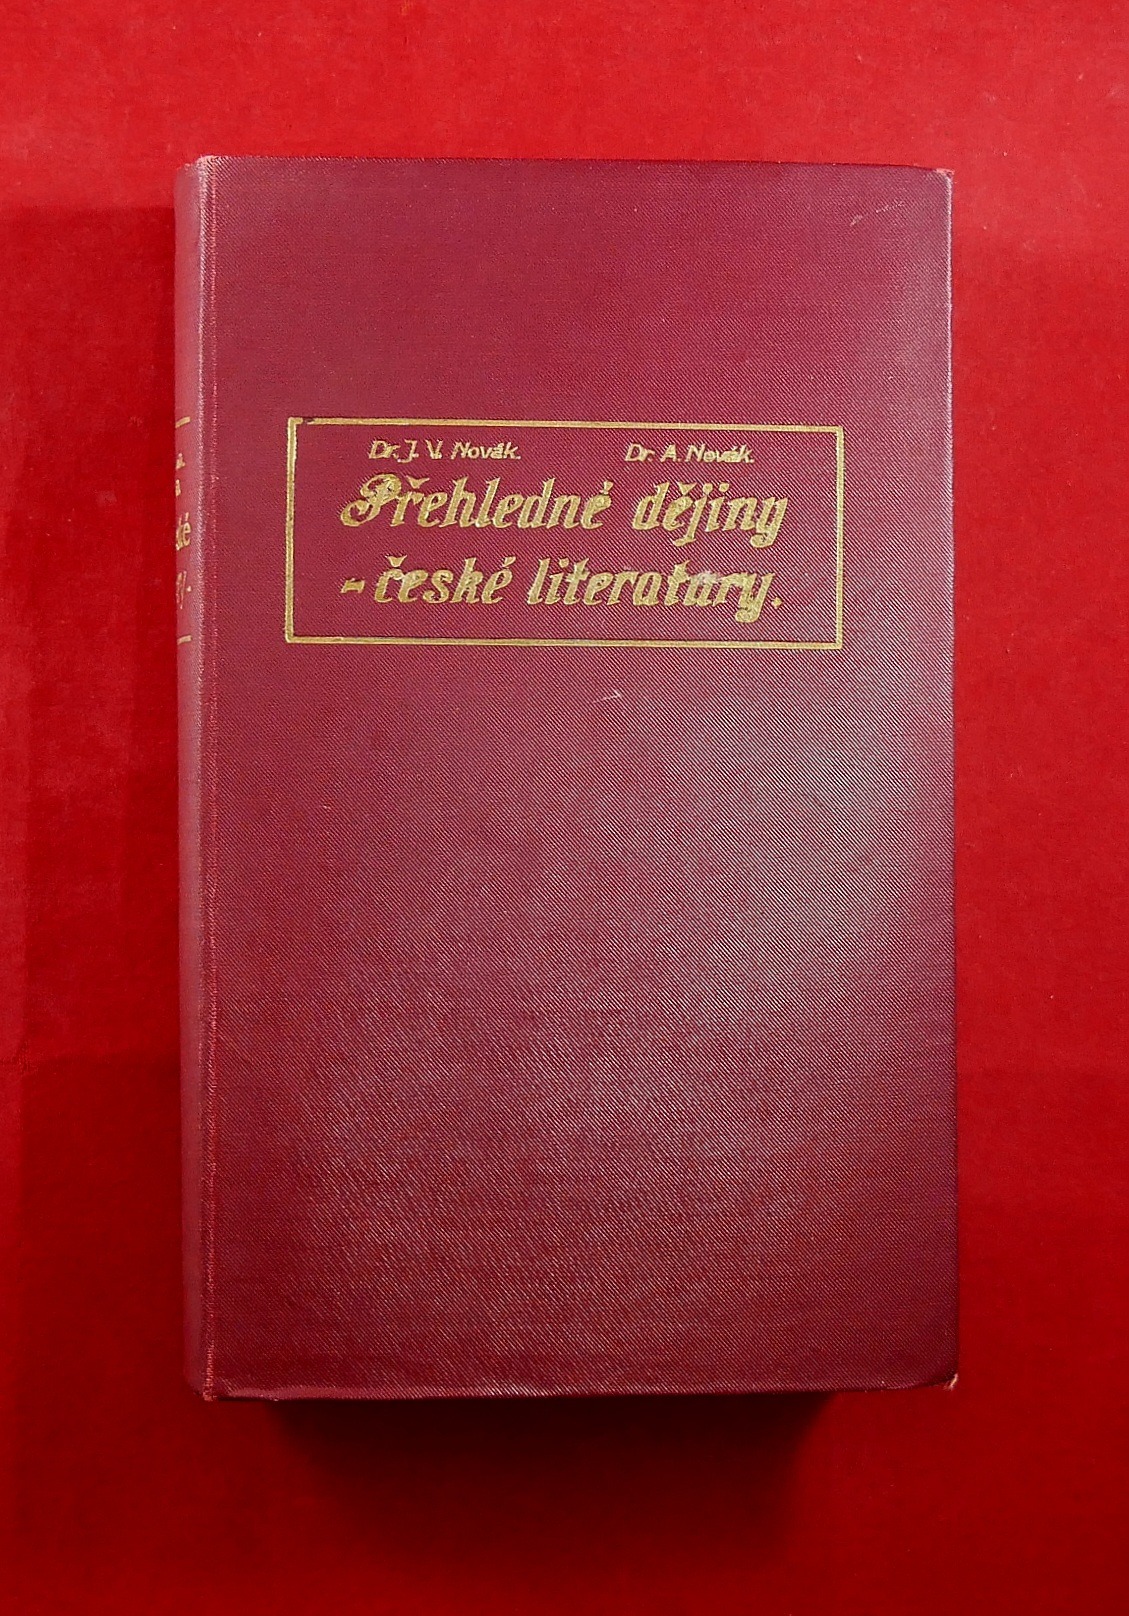 Dr. J. V. Novák. Dr. A. Novák.
Přehledné dějiny
- české literatury.